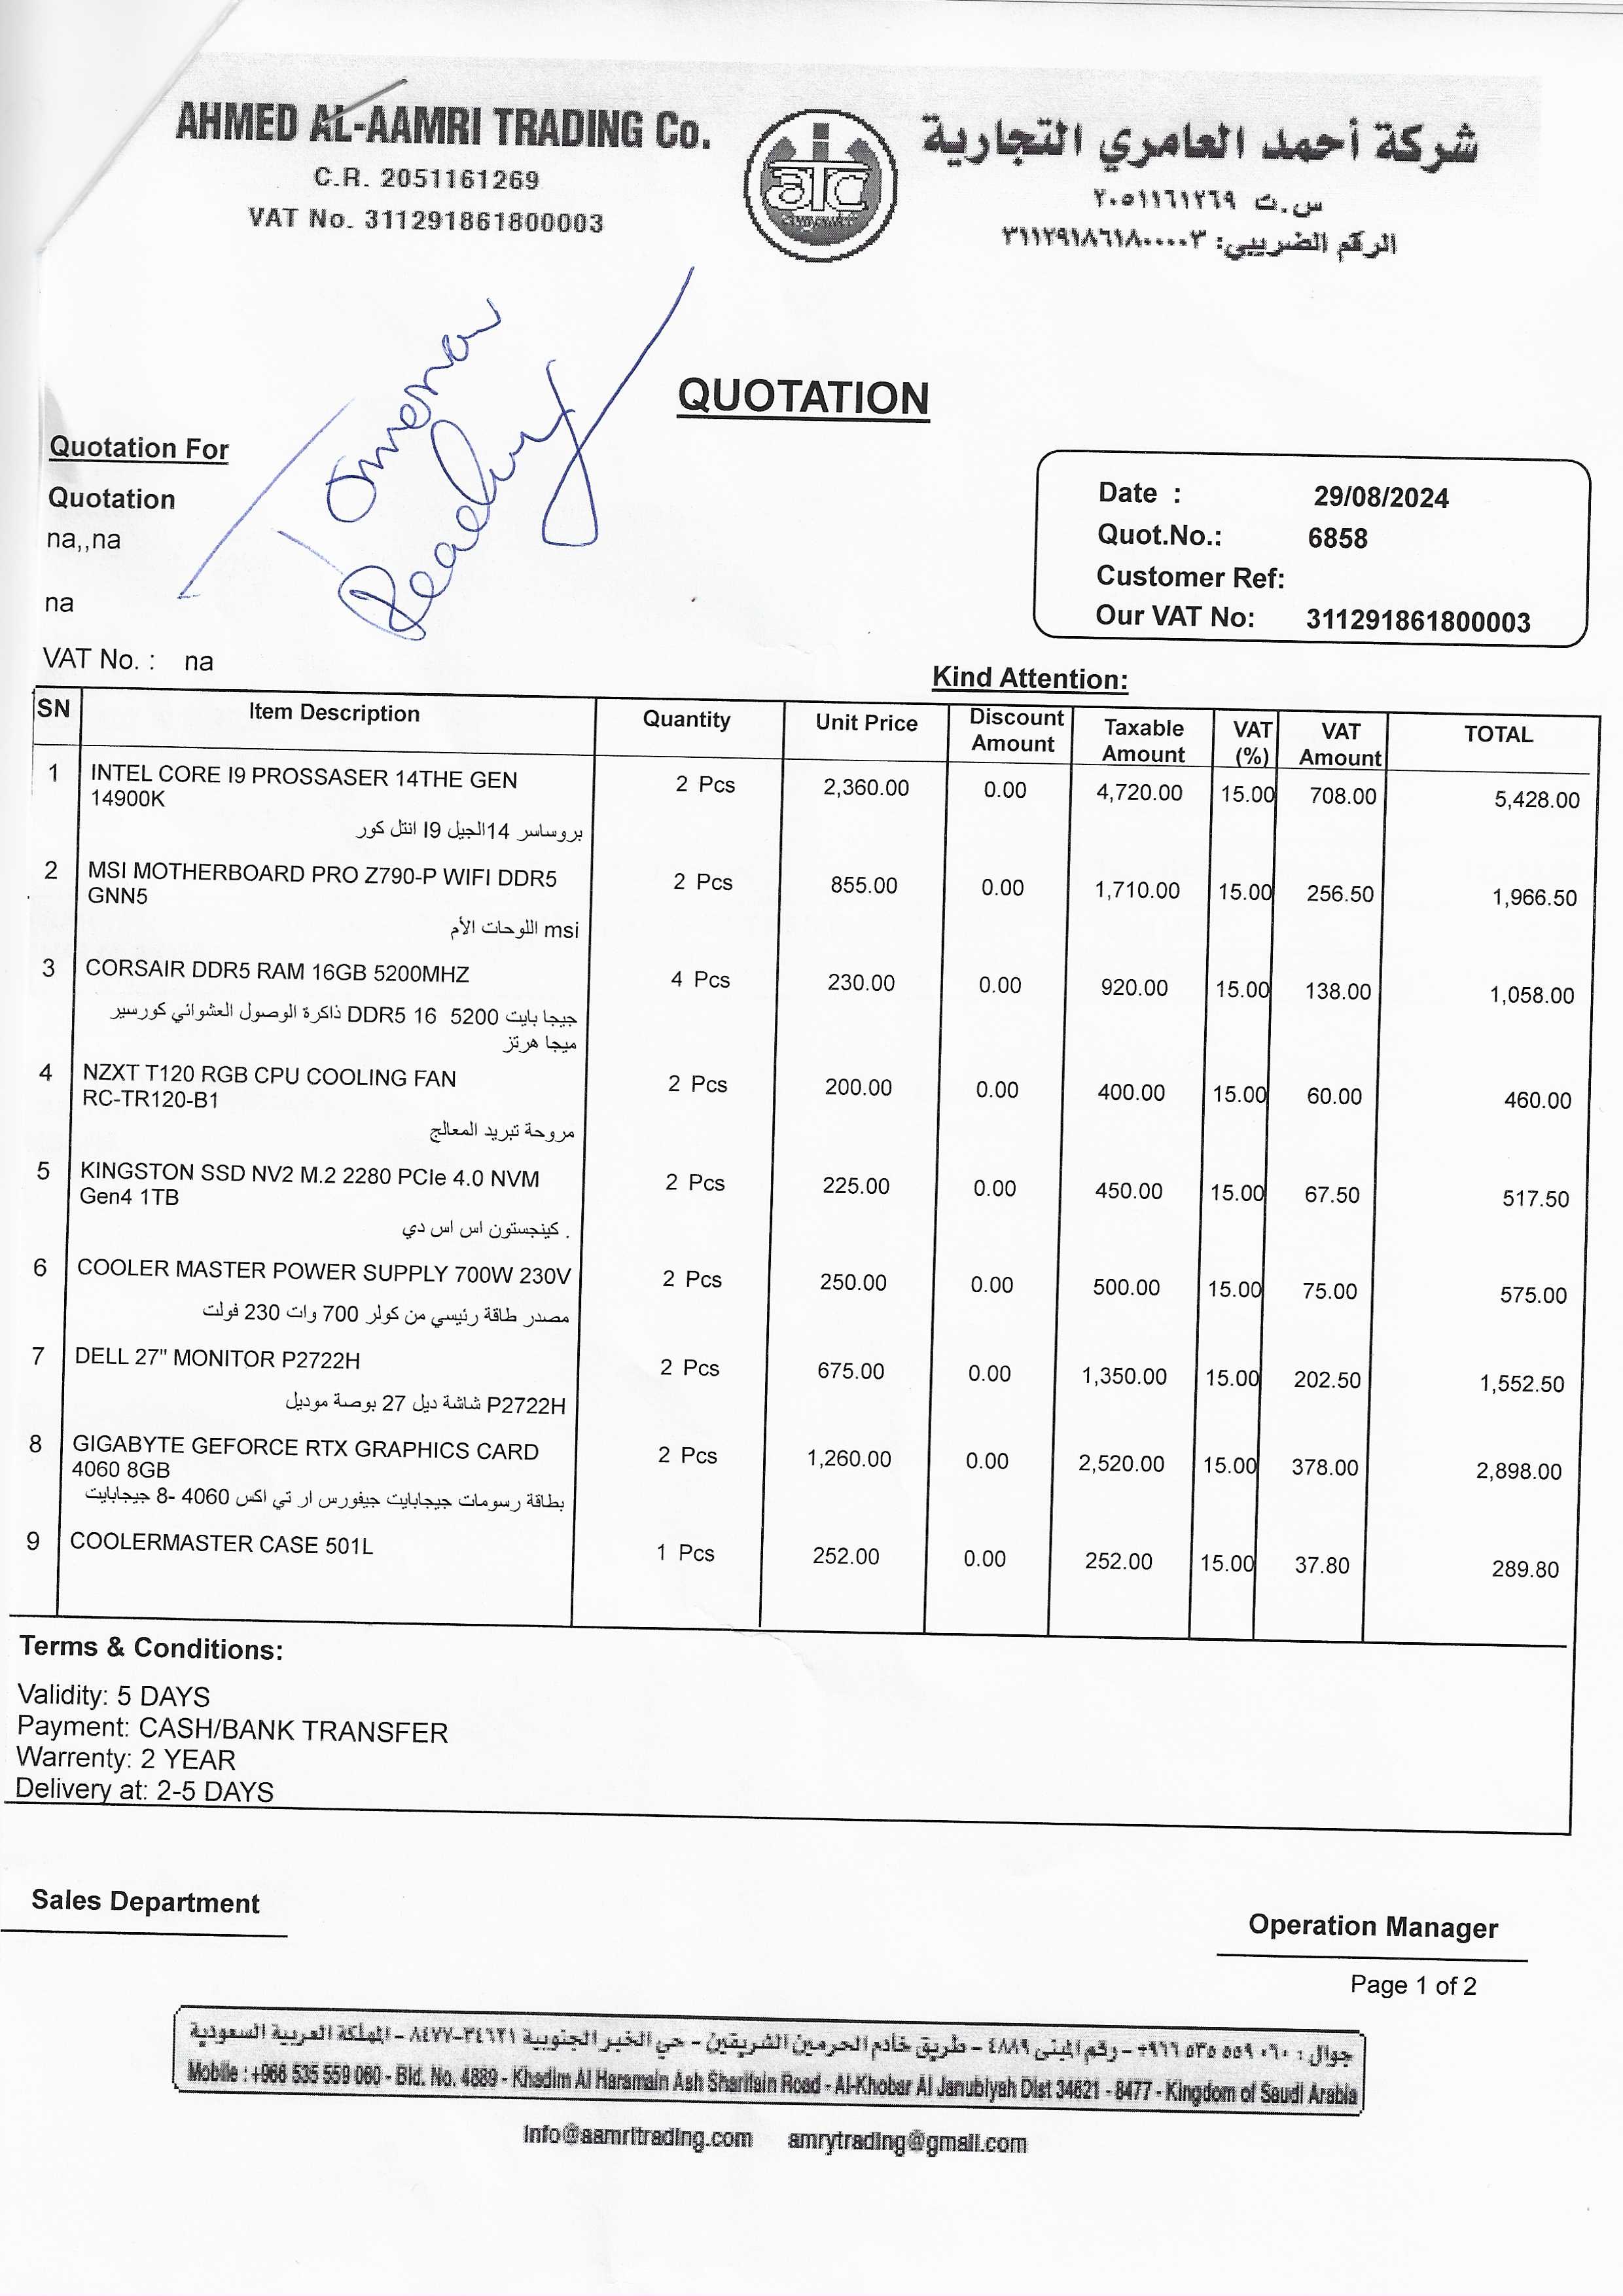 AHMED AL-AAMRI TRADING Co.
C.R. 2051161269
VAT No. 311291861800003
atc
شركة أحمد العامري التجارية
س.ت ٢٠٥١١٦١٢٦٩
الرقم الضريبي: ٣١١٢٩١٨٦١٨٠٠٠٠٣
QUOTATION
Quotation For
Quotation
na,,na
na
VAT No. : na
Date : 29/08/2024
Quot.No.: 6858
Customer Ref:
Our VAT No: 311291861800003
Kind Attention:
SN Item Description Quantity Unit Price Discount Amount Taxable Amount VAT (%) VAT Amount TOTAL
1 INTEL CORE I9 PROSSASER 14THE GEN 2 Pcs 2,360.00 0.00 4,720.00 15.00 708.00 5,428.00
14900K
بروساسر 14الجيل I9 انتل كور
2 MSI MOTHERBOARD PRO Z790-P WIFI DDR5 2 Pcs 855.00 0.00 1,710.00 15.00 256.50 1,966.50
GNN5
msi اللوحات الأم
3 CORSAIR DDR5 RAM 16GB 5200MHZ 4 Pcs 230.00 0.00 920.00 15.00 138.00 1,058.00
جيجا بايت 5200 16 DDR5 ذاكرة الوصول العشوائي كورسير
ميجا هرتز
4 NZXT T120 RGB CPU COOLING FAN 2 Pcs 200.00 0.00 400.00 15.00 60.00 460.00
RC-TR120-B1
مروحة تبريد المعالج
5 KINGSTON SSD NV2 M.2 2280 PCIe 4.0 NVM 2 Pcs 225.00 0.00 450.00 15.00 67.50 517.50
Gen4 1TB
. كينجستون اس اس دي
6 COOLER MASTER POWER SUPPLY 700W 230V 2 Pcs 250.00 0.00 500.00 15.00 75.00 575.00
مصدر طاقة رئيسي من كولر 700 وات 230 فولت
7 DELL 27" MONITOR P2722H 2 Pcs 675.00 0.00 1,350.00 15.00 202.50 1,552.50
P2722H شاشة ديل 27 بوصة موديل
8 GIGABYTE GEFORCE RTX GRAPHICS CARD 2 Pcs 1,260.00 0.00 2,520.00 15.00 378.00 2,898.00
4060 8GB
بطاقة رسومات جيجابايت جيفورس ار تي اكس 4060 -8 جيجابايت
9 COOLERMASTER CASE 501L 1 Pcs 252.00 0.00 252.00 15.00 37.80 289.80
Terms & Conditions:
Validity: 5 DAYS
Payment: CASH/BANK TRANSFER
Warrenty: 2 YEAR
Delivery at: 2-5 DAYS
Sales Department
Operation Manager
Page 1 of 2
جوال : ٠٦٠ ٥٥٩ ٥٣٥ ٩٦٦+ – رقم المبنى ٤٨٨٩ – طريق خادم الحرمين الشريفين – حي الخبر الجنوبية ٣٤٦٢١-٨٤٧٧ – المملكة العربية السعودية
Mobile : +966 535 559 060 - Bld. No. 4889 - Khadim Al Haramain Ash Sharifain Road - Al-Khobar Al Janubiyah Dist 34621 - 8477 - Kingdom of Saudi Arabia
info@aamritrading.com amrytrading@gmail.com